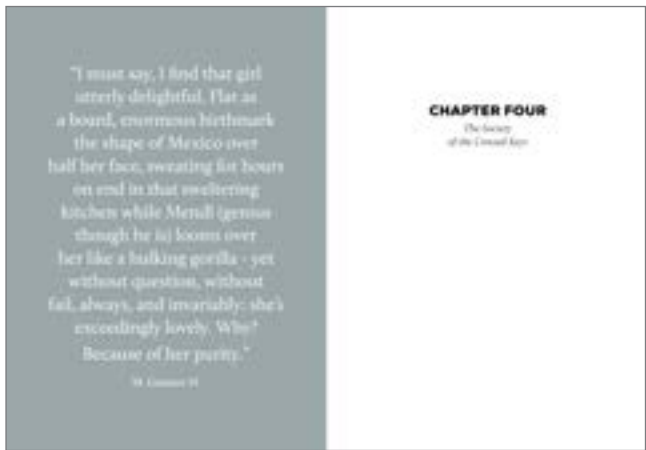 "I must say, I find that girl
utterly delightful. Flat as
a board, enormous birthmark
the shape of Mexico over
half her face, sweating for hours
on end in that sweltering
kitchen while Mendl (genius
though he is) looms over
her like a hulking gorilla - yet
without question, without
fail, always, and invariably: she's
exceedingly lovely. Why?
Because of her purity."
M. Gustave H
CHAPTER FOUR
The Society
of the Crossed Keys